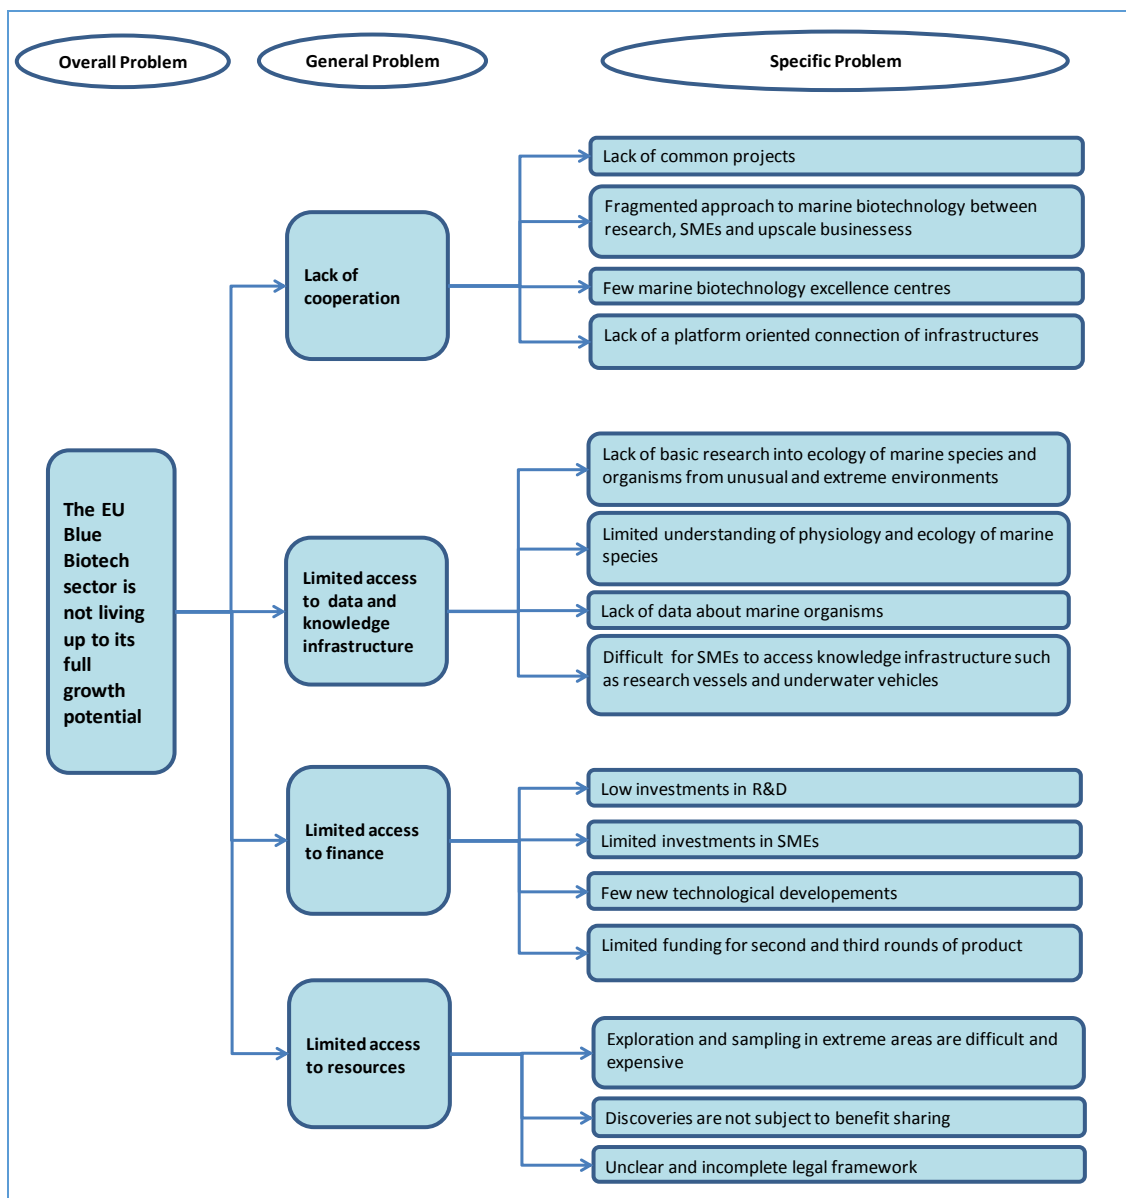 Overall Problem
General Problem
Specific Problem
The EU
Blue
Biotech
sector is
not living
up to its
full
growth
potential
Lack of
cooperation
Lack of common projects
Fragmented approach to marine biotechnology between
research, SMEs and upscale businessess
Few marine biotechnology excellence centres
Lack of a platform oriented connection of infrastructures
Limited access
to data and
knowledge
infrastructure
Lack of basic research into ecology of marine species and
organisms from unusual and extreme environments
Limited understanding of physiology and ecology of marine
species
Lack of data about marine organisms
Difficult for SMEs to access knowledge infrastructure such
as research vessels and underwater vehicles
Limited access
to finance
Low investments in R&D
Limited investments in SMEs
Few new technological developements
Limited funding for second and third rounds of product
Limited access
to resources
Exploration and sampling in extreme areas are difficult and
expensive
Discoveries are not subject to benefit sharing
Unclear and incomplete legal framework